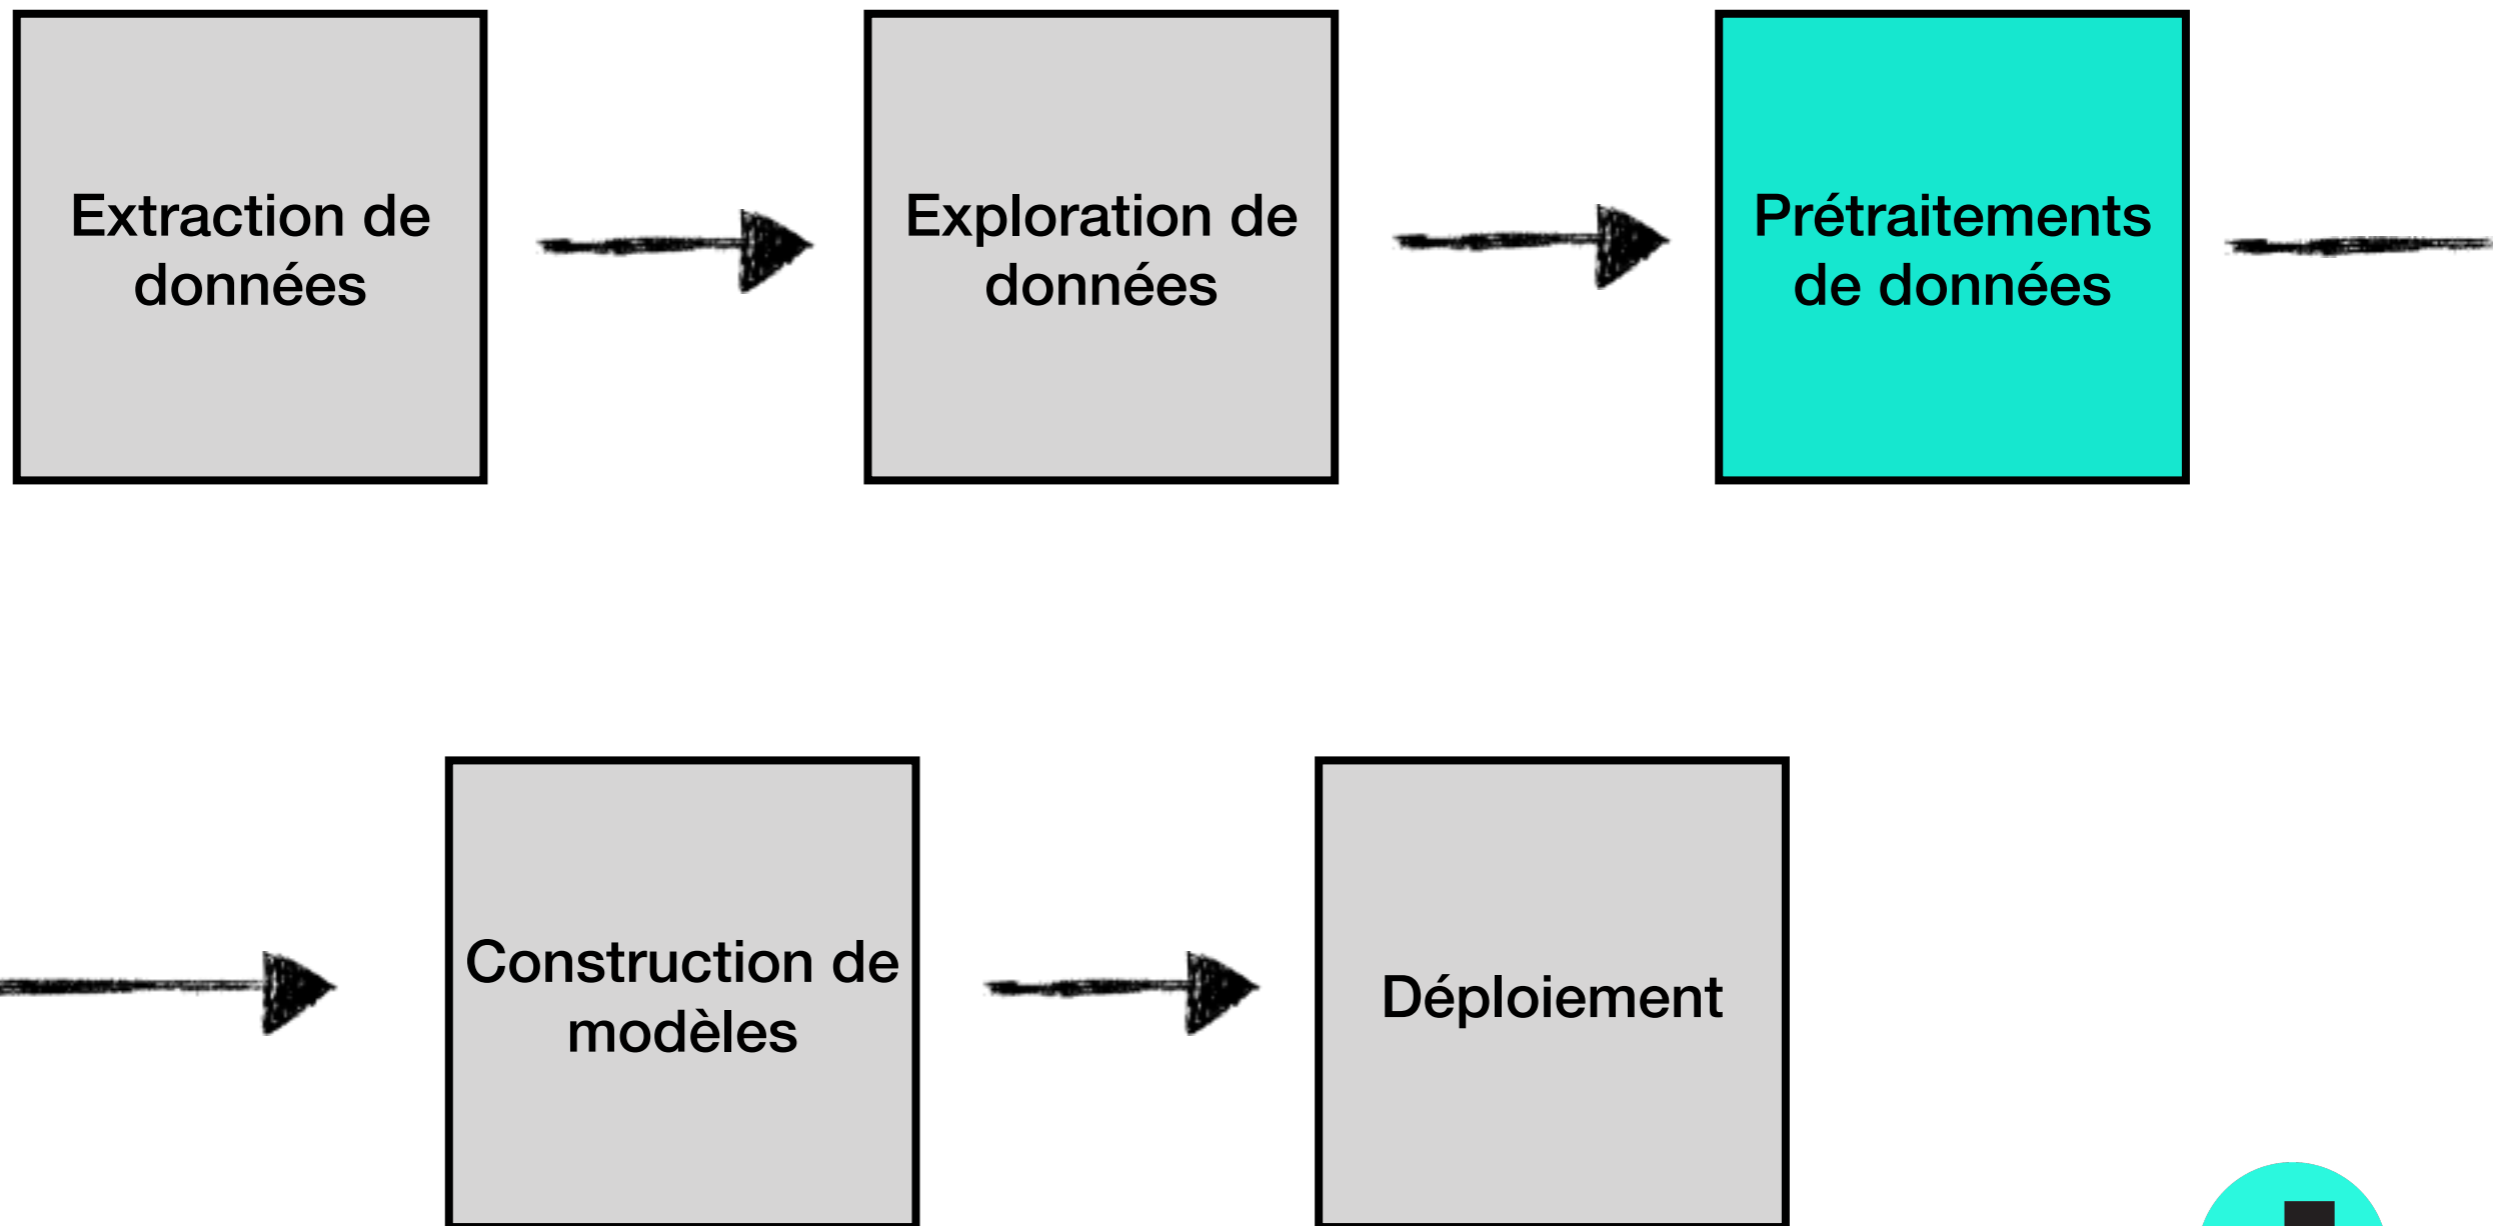 Extraction de
données
Exploration de
données
Prétraitements
de données
Construction de
modèles
Déploiement